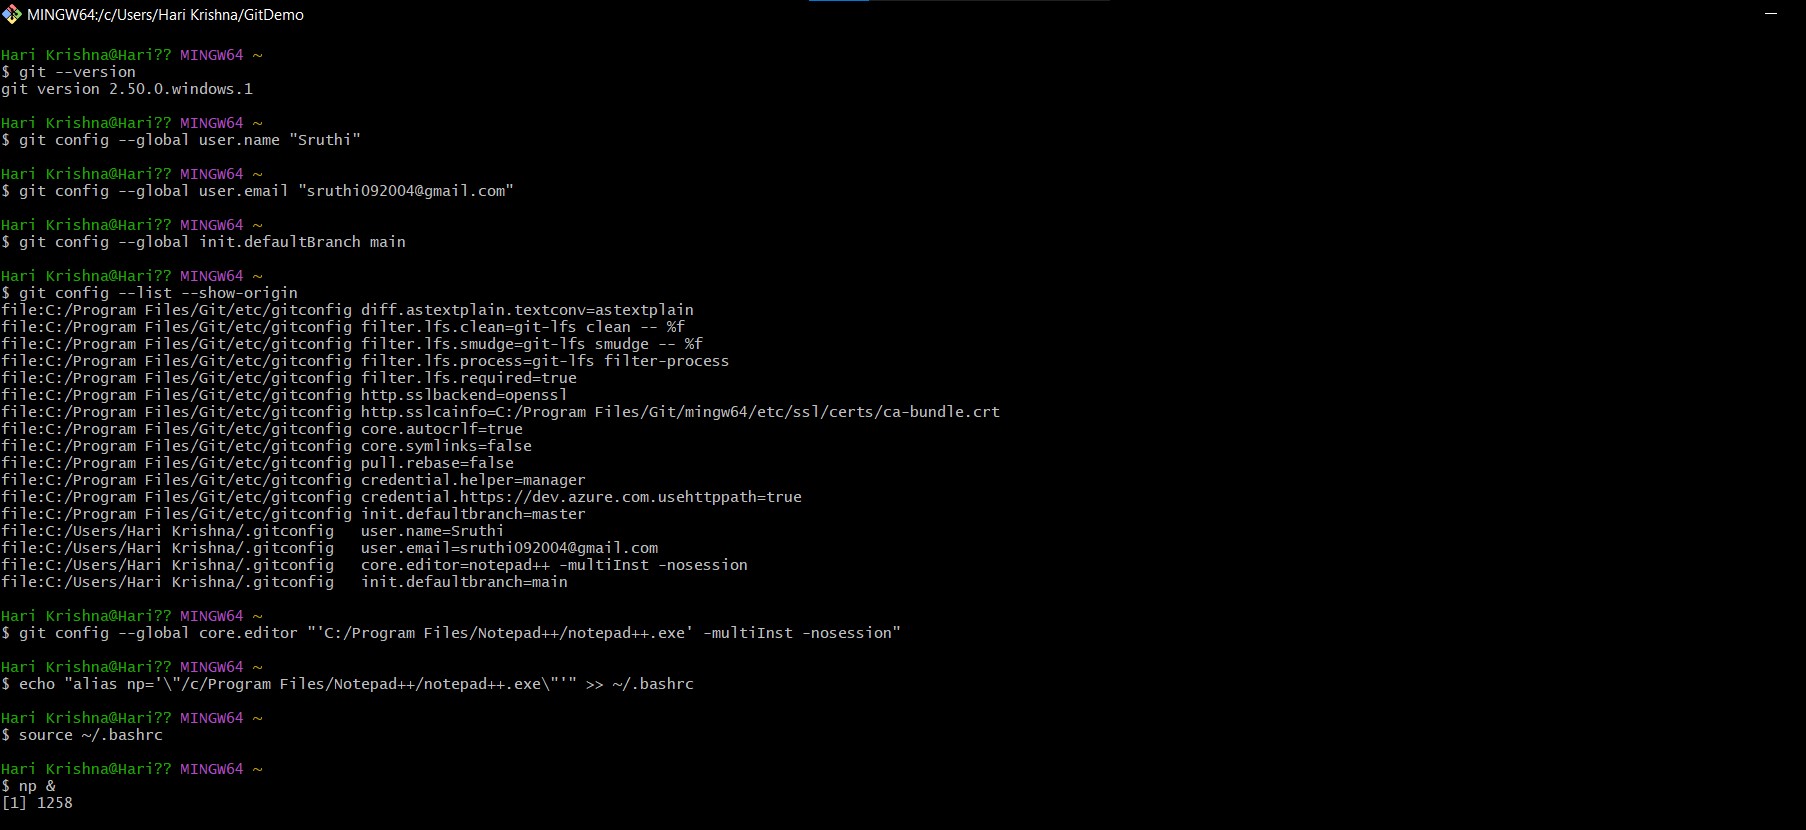 MINGW64:/c/Users/Hari Krishna/GitDemo
Hari Krishna@Hari?? MINGW64 ~
$ git --version
git version 2.50.0.windows.1
Hari Krishna@Hari?? MINGW64 ~
$ git config --global user.name "Sruthi"
Hari Krishna@Hari?? MINGW64 ~
$ git config --global user.email "sruthi092004@gmail.com"
Hari Krishna@Hari?? MINGW64 ~
$ git config --global init.defaultBranch main
Hari Krishna@Hari?? MINGW64 ~
$ git config --list --show-origin
file:C:/Program Files/Git/etc/gitconfig diff.astextplain.textconv=astextplain
file:C:/Program Files/Git/etc/gitconfig filter.lfs.clean=git-lfs clean -- %f
file:C:/Program Files/Git/etc/gitconfig filter.lfs.smudge=git-lfs smudge -- %f
file:C:/Program Files/Git/etc/gitconfig filter.lfs.process=git-lfs filter-process
file:C:/Program Files/Git/etc/gitconfig filter.lfs.required=true
file:C:/Program Files/Git/etc/gitconfig http.sslbackend=openssl
file:C:/Program Files/Git/etc/gitconfig http.sslcainfo=C:/Program Files/Git/mingw64/etc/ssl/certs/ca-bundle.crt
file:C:/Program Files/Git/etc/gitconfig core.autocrlf=true
file:C:/Program Files/Git/etc/gitconfig core.symlinks=false
file:C:/Program Files/Git/etc/gitconfig pull.rebase=false
file:C:/Program Files/Git/etc/gitconfig credential.helper=manager
file:C:/Program Files/Git/etc/gitconfig credential.https://dev.azure.com.usehttppath=true
file:C:/Program Files/Git/etc/gitconfig init.defaultbranch=master
file:C:/Users/Hari Krishna/.gitconfig   user.name=Sruthi
file:C:/Users/Hari Krishna/.gitconfig   user.email=sruthi092004@gmail.com
file:C:/Users/Hari Krishna/.gitconfig   core.editor=notepad++ -multiInst -nosession
file:C:/Users/Hari Krishna/.gitconfig   init.defaultbranch=main
Hari Krishna@Hari?? MINGW64 ~
$ git config --global core.editor "'C:/Program Files/Notepad++/notepad++.exe' -multiInst -nosession"
Hari Krishna@Hari?? MINGW64 ~
$ echo "alias np='\"/c/Program Files/Notepad++/notepad++.exe\"'" >> ~/.bashrc
Hari Krishna@Hari?? MINGW64 ~
$ source ~/.bashrc
Hari Krishna@Hari?? MINGW64 ~
$ np &
[1] 1258